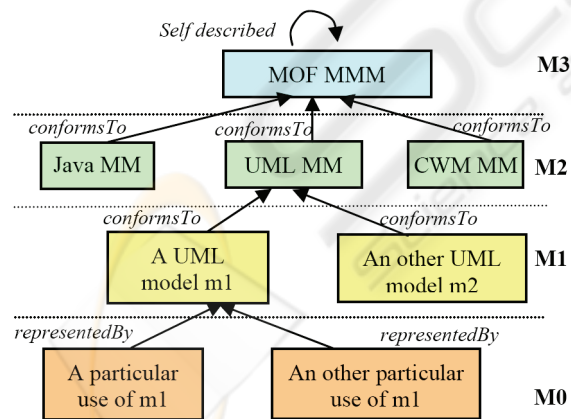 Self described
MOF MMM
M3
conformsTo
conformsTo
conformsTo
Java MM
UML MM
CWM MM
M2
conformsTo
conformsTo
A UML
model m1
An other UML
model m2
M1
representedBy
representedBy
A particular
use of m1
An other particular
use of m1
M0